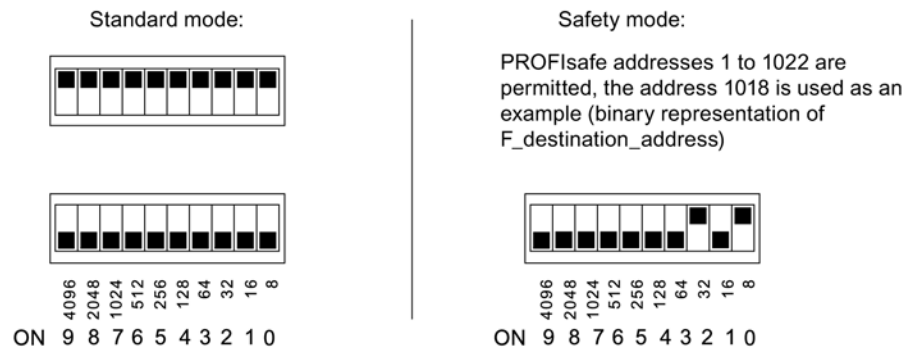 Standard mode:
4096 2048 1024 512 256 128 64 32 16 8
ON 9 8 7 6 5 4 3 2 1 0
Safety mode:
PROFIsafe addresses 1 to 1022 are
permitted, the address 1018 is used as an
example (binary representation of
F_destination_address)
4096 2048 1024 512 256 128 64 32 16 8
ON 9 8 7 6 5 4 3 2 1 0